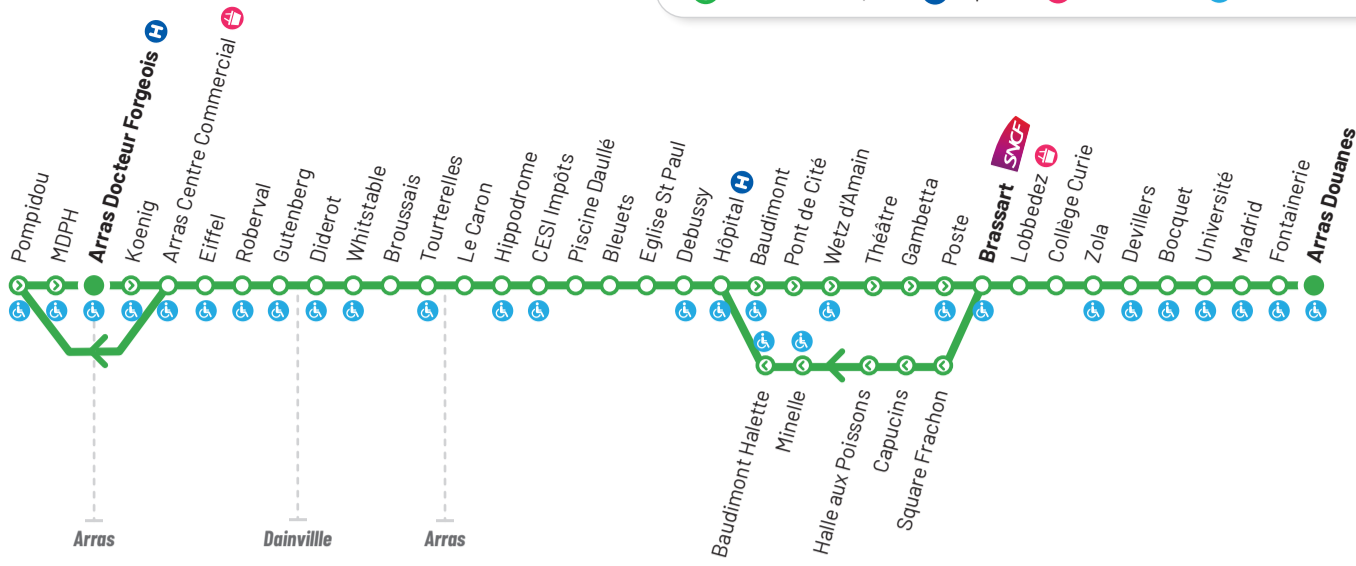 Pompidou
MDPH
Arras Docteur Forgeois
H
Koenig
Arras Centre Commercial
Eiffel
Roberval
Gutenberg
Diderot
Whitstable
Broussais
Tourterelles
Le Caron
Hippodrome
CESI Impôts
Piscine Daullé
Bleuets
Eglise St Paul
Debussy
Hôpital
H
Baudimont
Pont de Cité
Wetz d'Amain
Théâtre
Gambetta
Poste
Brassart
SNCF
Lobbedez
Collège Curie
Zola
Devillers
Bocquet
Université
Madrid
Fontainerie
Arras Douanes
Baudimont Halette
Minelle
Halle aux Poissons
Capucins
Square Frachon
Arras
Dainvillle
Arras